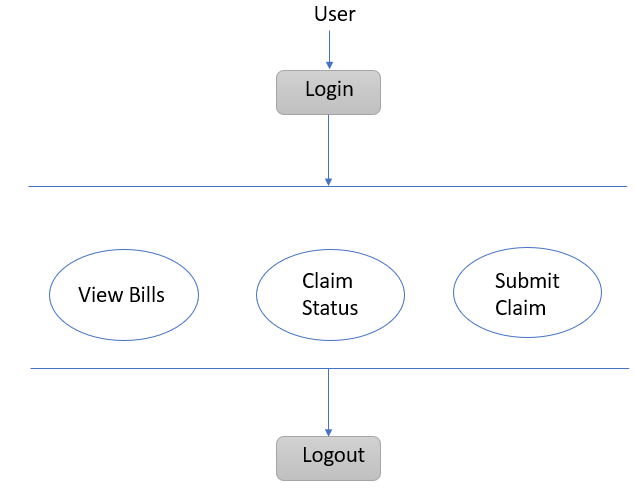 User
Login
View Bills
Claim
Status
Submit
Claim
Logout